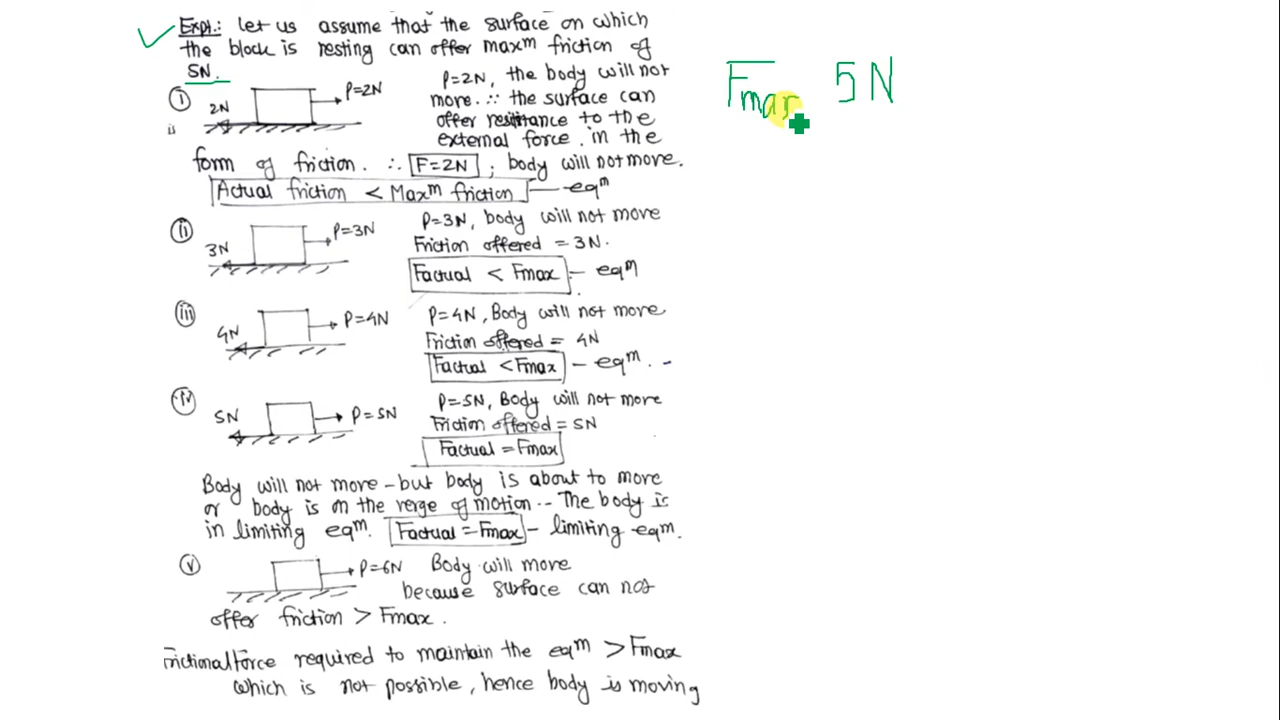 Expt.: Let us assume that the surface on which
the block is resting can offer maxm friction of
5N.
(i) 2N P=2N P=2N, the body will not
move. ∵ the surface can
offer resistance to the
is
external force, in the
form of friction. ∴ F=2N ; body will not move.
Actual friction < Maxm friction — eqm
(ii) 3N P=3N P=3N, body will not move
Friction offered = 3N.
Factual < Fmax — eqm
(iii) 4N P=4N P=4N, Body will not move
Friction offered = 4N
Factual < Fmax — eqm.
(iv) 5N P=5N P=5N, Body will not move
Friction offered = 5N
Factual = Fmax
Body will not move - but body is about to move
or body is on the verge of motion. The body is
in limiting eqm. Factual = Fmax — limiting eqm.
(v) P=6N Body will move
because surface can not
offer friction > Fmax.
Frictional Force required to maintain the eqm > Fmax
which is not possible, hence body is moving
Fmax 5N